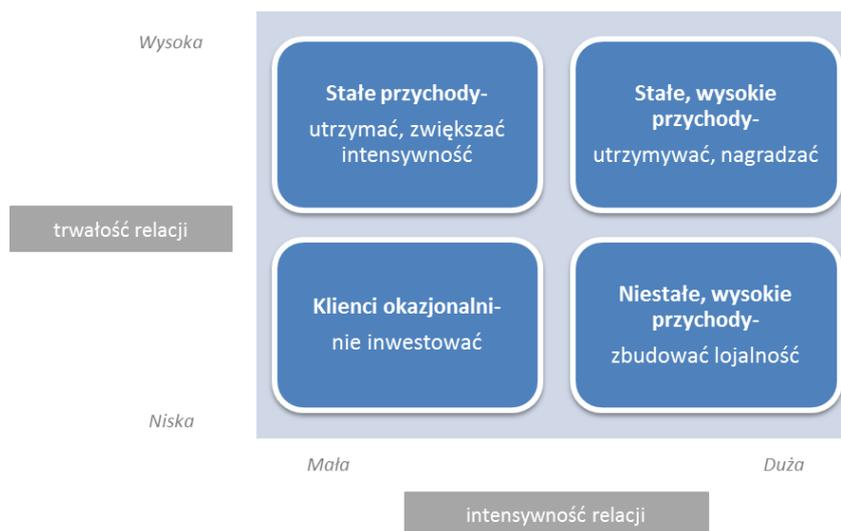 Wysoka
Stałe przychody-
utrzymać, zwiększać
intensywność
Stałe, wysokie
przychody-
utrzymywać, nagradzać
trwałość relacji
Klienci okazjonalni-
nie inwestować
Niestałe, wysokie
przychody-
zbudować lojalność
Niska
Mała
Duża
intensywność relacji